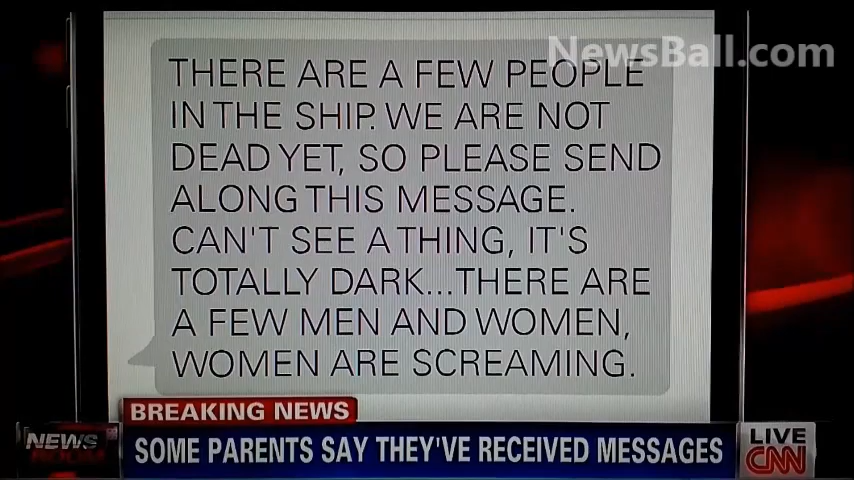 NewsBall.com
THERE ARE A FEW PEOPLE
IN THE SHIP. WE ARE NOT
DEAD YET, SO PLEASE SEND
ALONG THIS MESSAGE.
CAN'T SEE A THING, IT'S
TOTALLY DARK...THERE ARE
A FEW MEN AND WOMEN,
WOMEN ARE SCREAMING.
BREAKING NEWS
NEWS
ROOM
SOME PARENTS SAY THEY'VE RECEIVED MESSAGES
LIVE
CNN